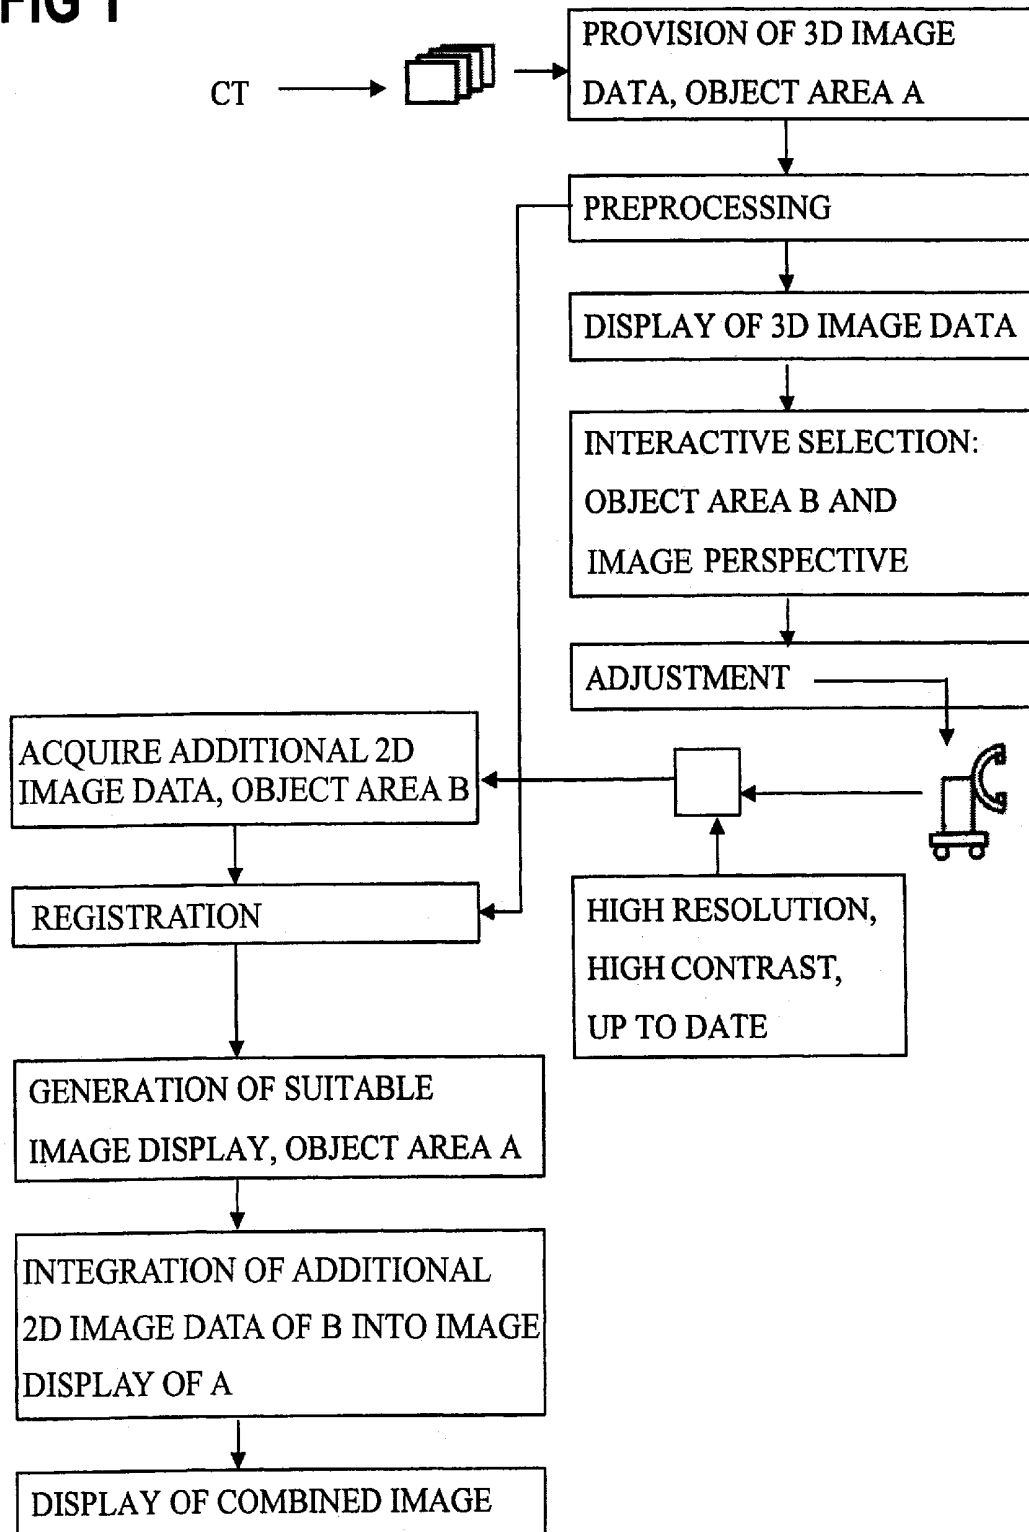 FIG 1
PROVISION OF 3D IMAGE
DATA, OBJECT AREA A
CT
PREPROCESSING
DISPLAY OF 3D IMAGE DATA
INTERACTIVE SELECTION:
OBJECT AREA B AND
IMAGE PERSPECTIVE
ADJUSTMENT
ACQUIRE ADDITIONAL 2D
IMAGE DATA, OBJECT AREA B
REGISTRATION
HIGH RESOLUTION,
HIGH CONTRAST,
UP TO DATE
GENERATION OF SUITABLE
IMAGE DISPLAY, OBJECT AREA A
INTEGRATION OF ADDITIONAL
2D IMAGE DATA OF B INTO IMAGE
DISPLAY OF A
DISPLAY OF COMBINED IMAGE